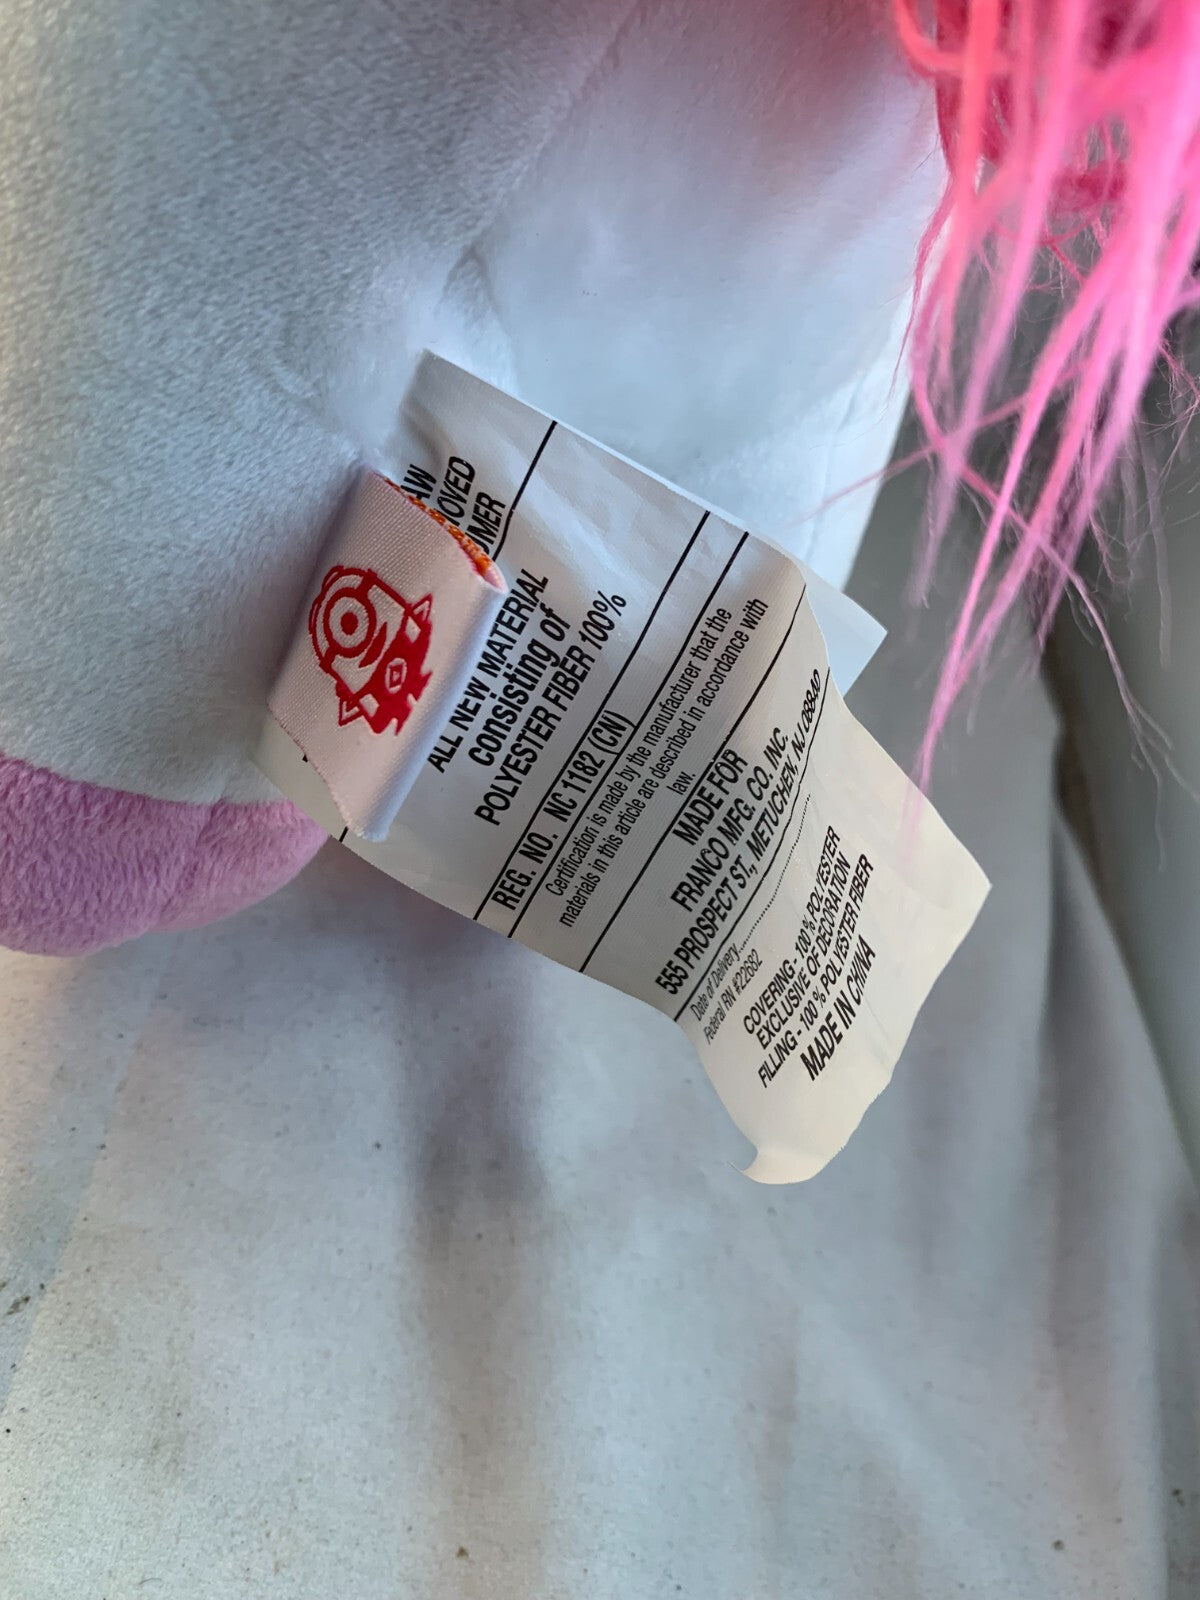 AW
OVED
UMER
ALL NEW MATERIAL
consisting of
POLYESTER FIBER 100%
REG. NO. NC 1182 (CN)
Certification is made by the manufacturer that the
materials in this article are described in accordance with
law.
MADE FOR
FRANCO MFG. CO. INC.
555 PROSPECT ST., METUCHEN, NJ 08840
Date of Delivery
Federal RN #22682
COVERING - 100% POLYESTER
EXCLUSIVE OF DECORATION
FILLING - 100% POLYESTER FIBER
MADE IN CHINA